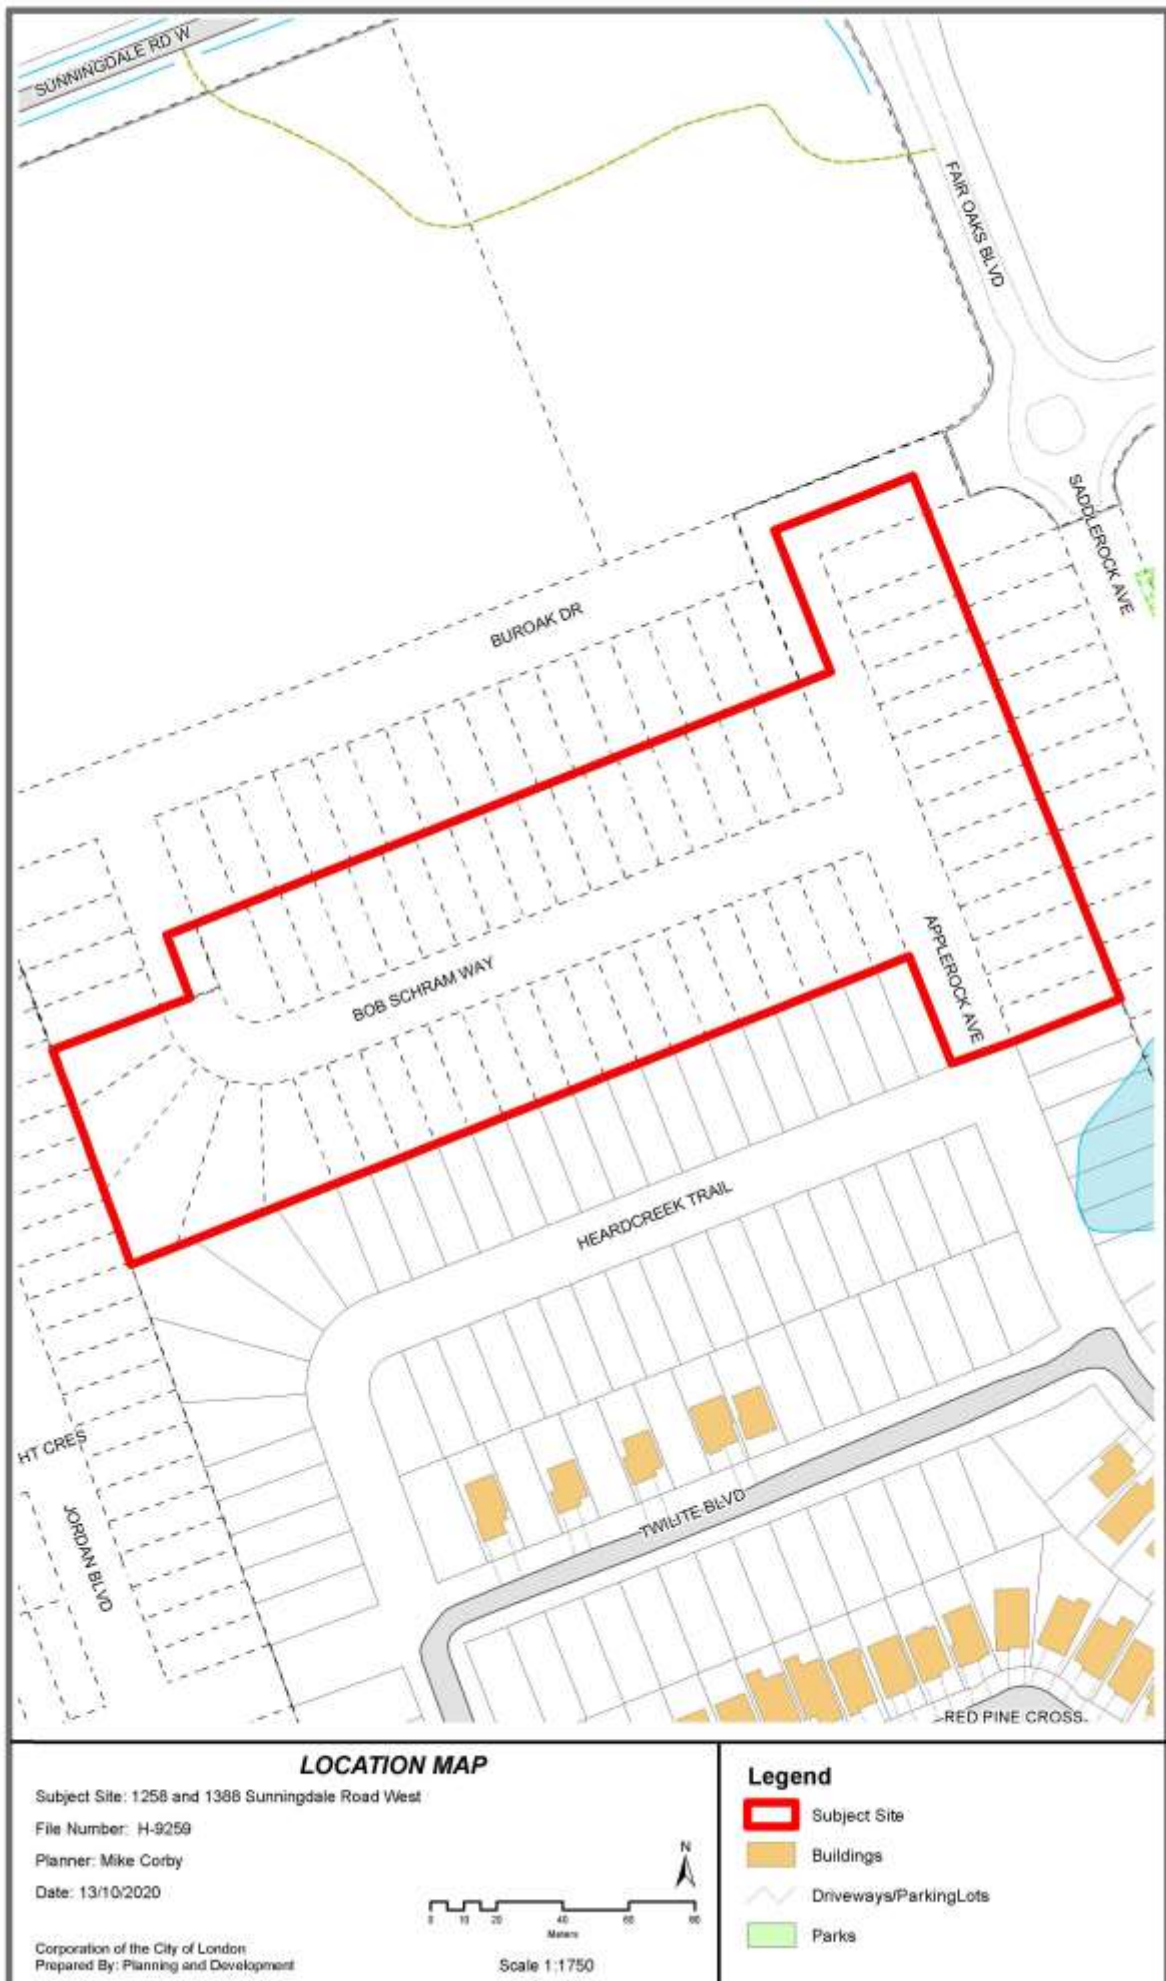 SUNNINGDALE RD W
FAIR OAKS BLVD
SADDLEROCK AVE
BUROAK DR
BOB SCHRAM WAY
APPLEROCK AVE
HEARDCREEK TRAIL
HT CRES
JORDAN BLVD
TWILITE BLVD
RED PINE CROSS
LOCATION MAP
Subject Site: 1258 and 1388 Sunningdale Road West
File Number: H-9259
Planner: Mike Corby
Date: 13/10/2020
Corporation of the City of London
Prepared By: Planning and Development
N
0 10 20 40 60 80
Meters
Scale 1:1750
Legend
Subject Site
Buildings
Driveways/ParkingLots
Parks